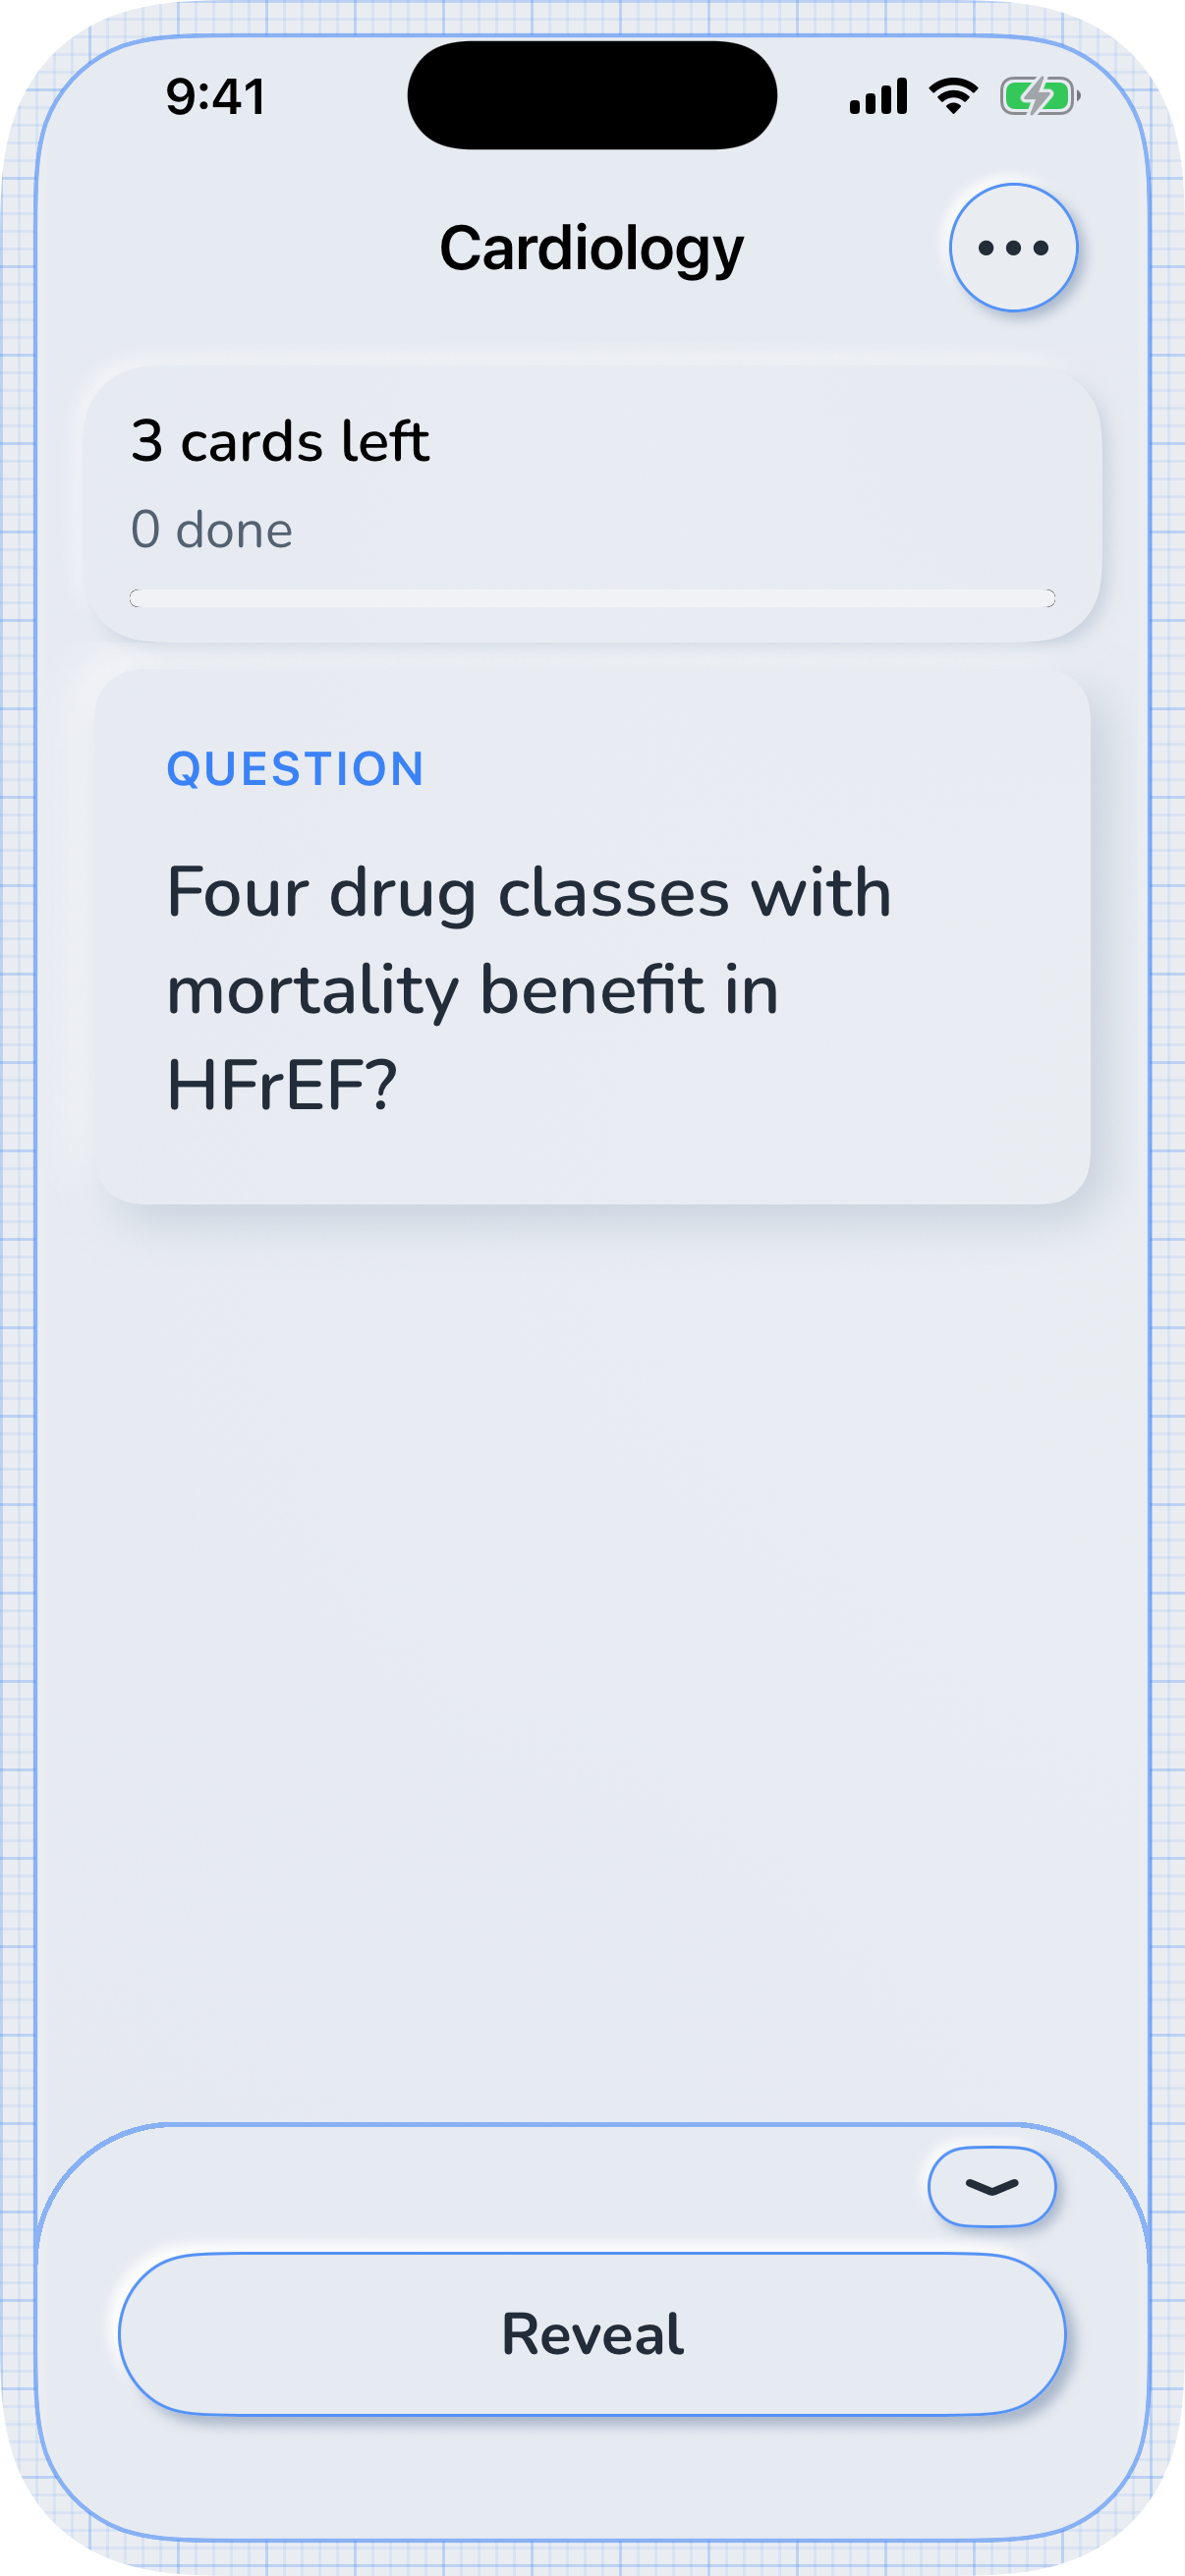 9:41
Cardiology
3 cards left
0 done
QUESTION
Four drug classes with
mortality benefit in
HFrEF?
Reveal